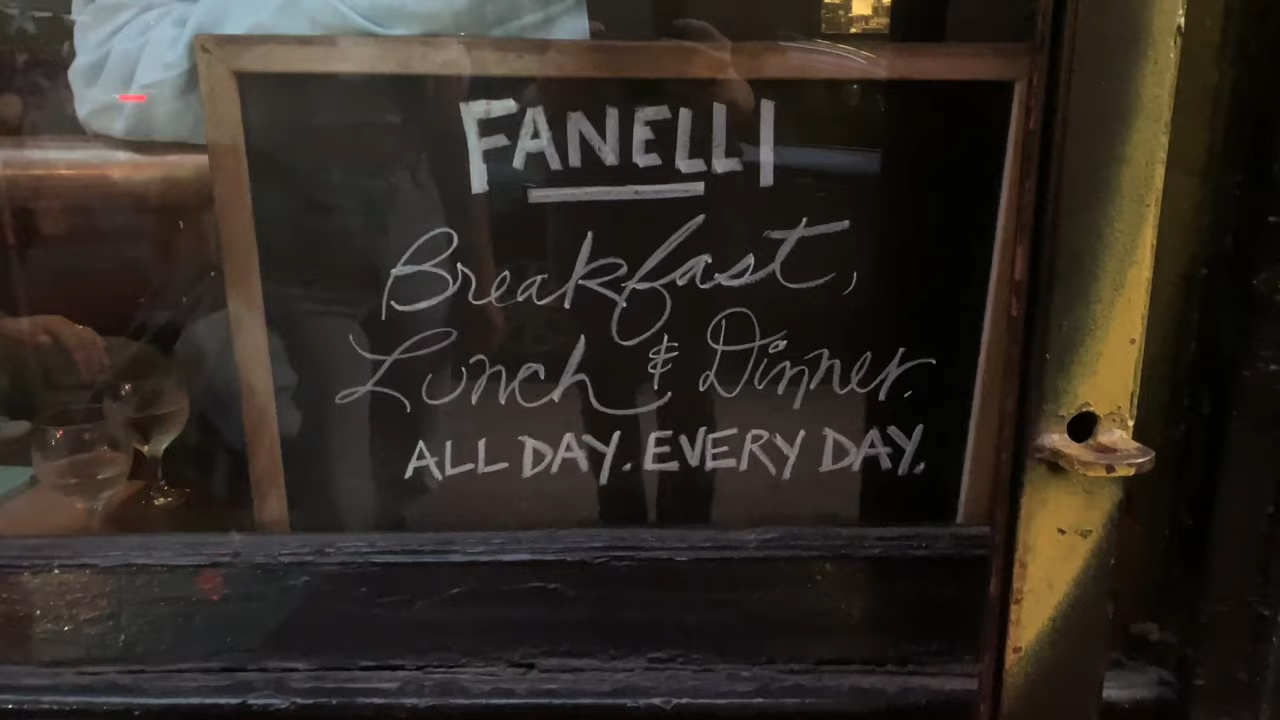 FANELLI
Breakfast,
Lunch & Dinner.
ALL DAY. EVERY DAY.